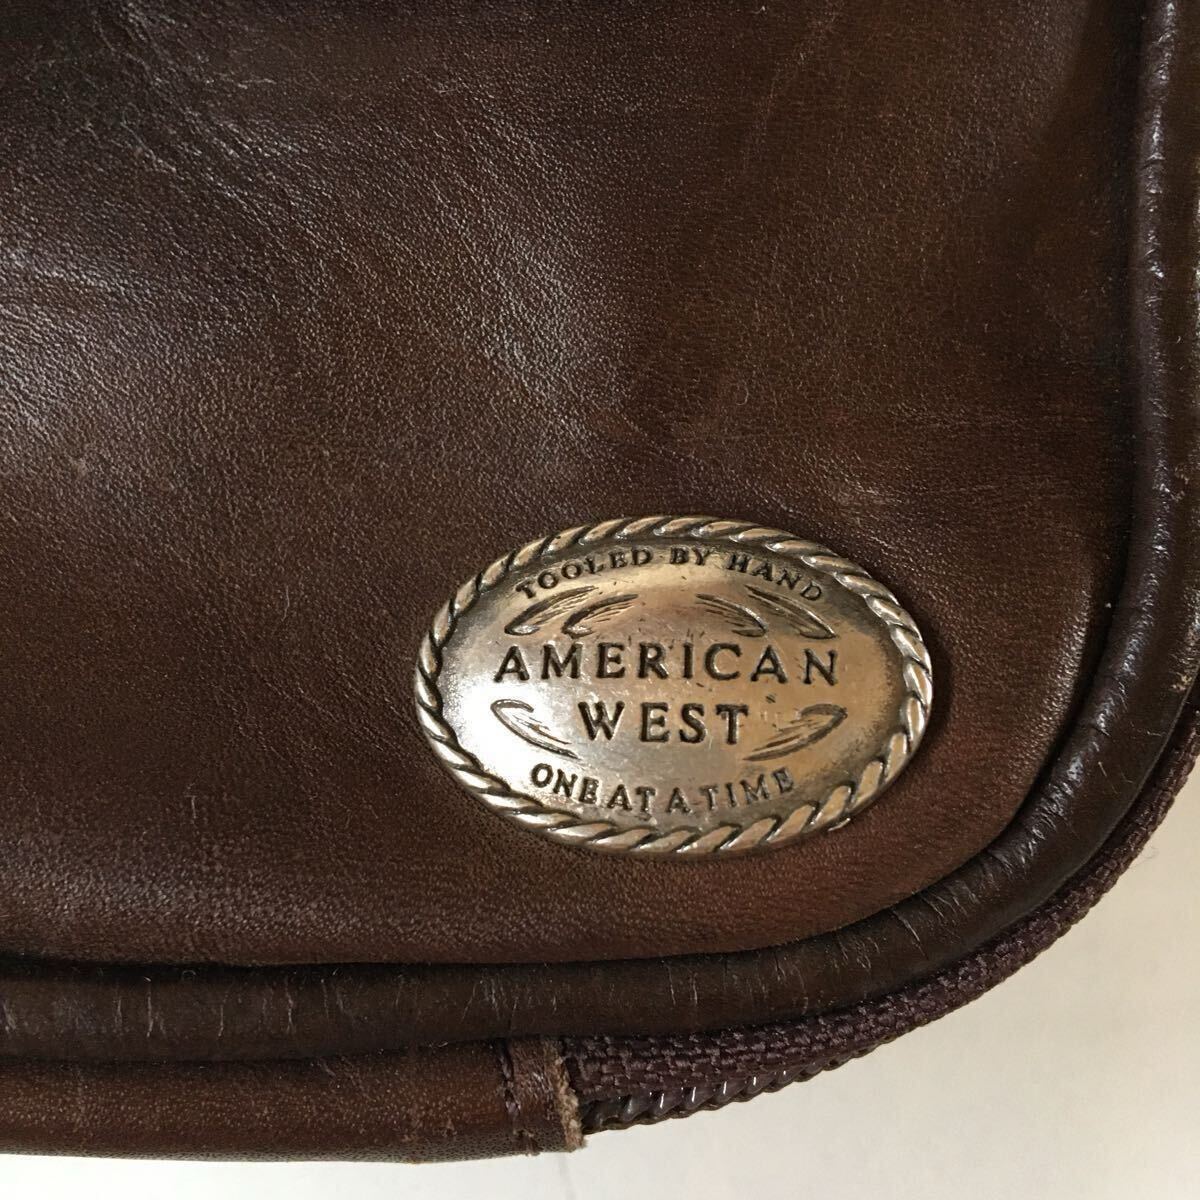 TOOLED BY HAND
AMERICAN
WEST
ONE AT A TIME